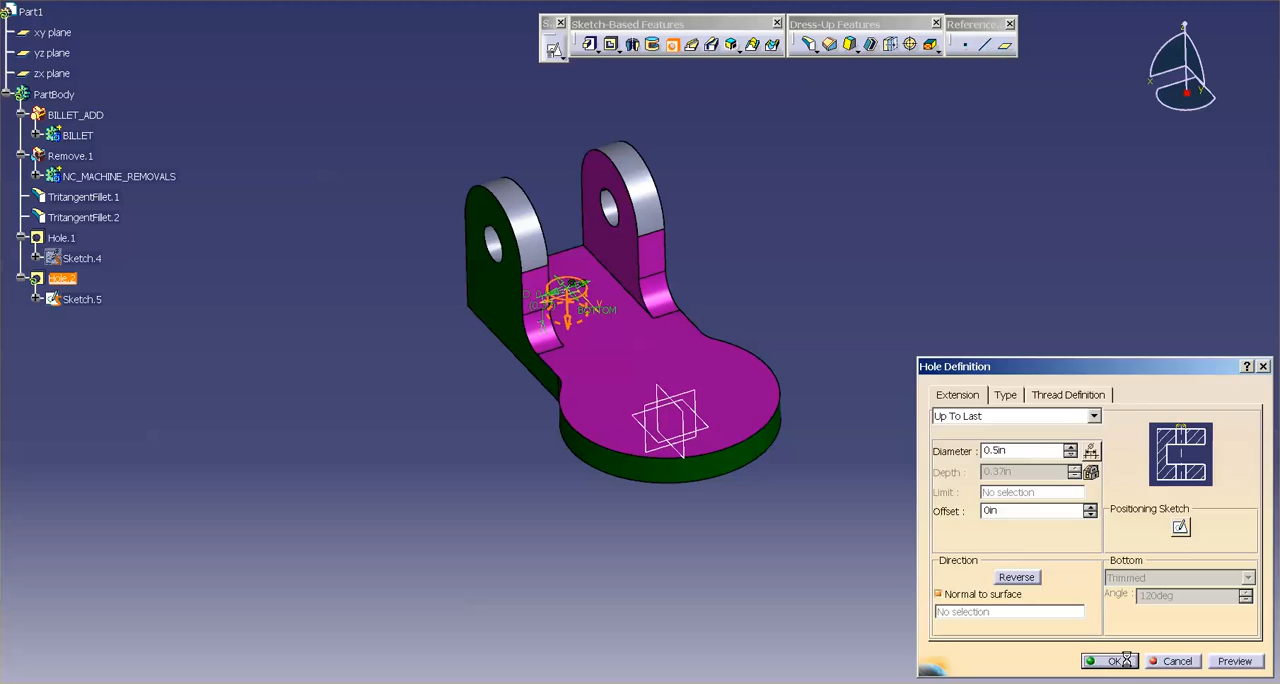 Part1
xy plane
yz plane
zx plane
PartBody
BILLET_ADD
BILLET
Remove.1
NC_MACHINE_REMOVALS
TritangentFillet.1
TritangentFillet.2
Hole.1
Sketch.4
Hole.2
Sketch.5
S...
Sketch-Based Features
Dress-Up Features
Reference...
z
x
y
BOTTOM
V
Hole Definition
Extension
Type
Thread Definition
Up To Last
Diameter : 0.5in
Depth : 0.37in
Limit : No selection
Offset : 0in
Positioning Sketch
Direction
Reverse
Normal to surface
No selection
Bottom
Trimmed
Angle : 120deg
OK
Cancel
Preview